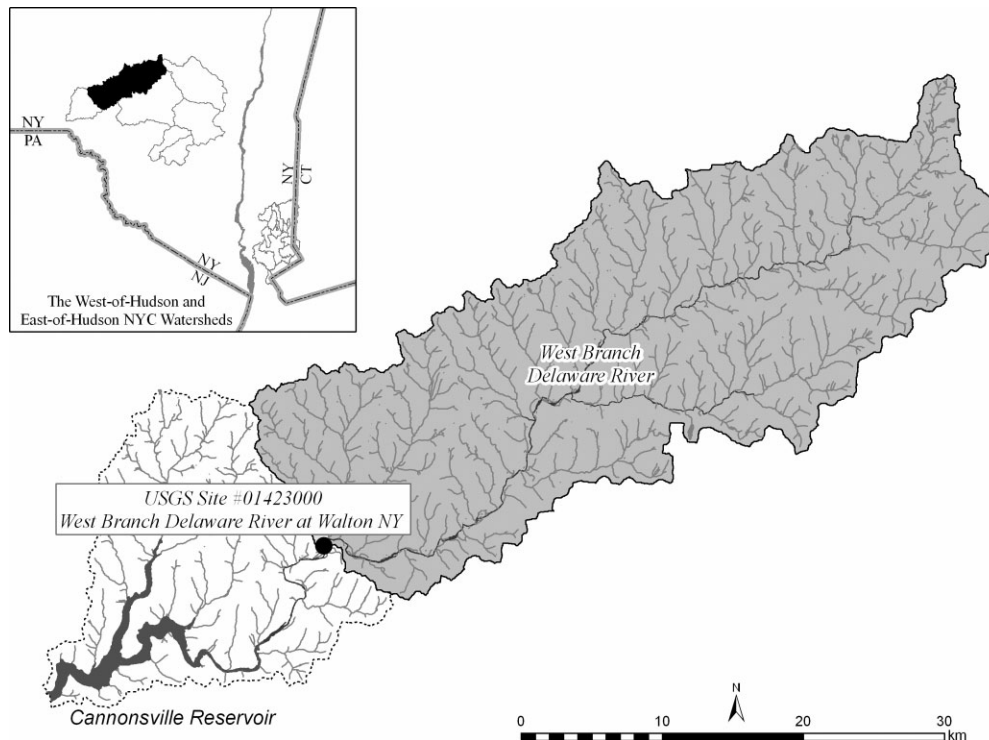 NY
PA
NY
CT
NY
NJ
The West-of-Hudson and
East-of-Hudson NYC Watersheds
West Branch
Delaware River
USGS Site #01423000
West Branch Delaware River at Walton NY
Cannonsville Reservoir
N
0 10 20 30
km